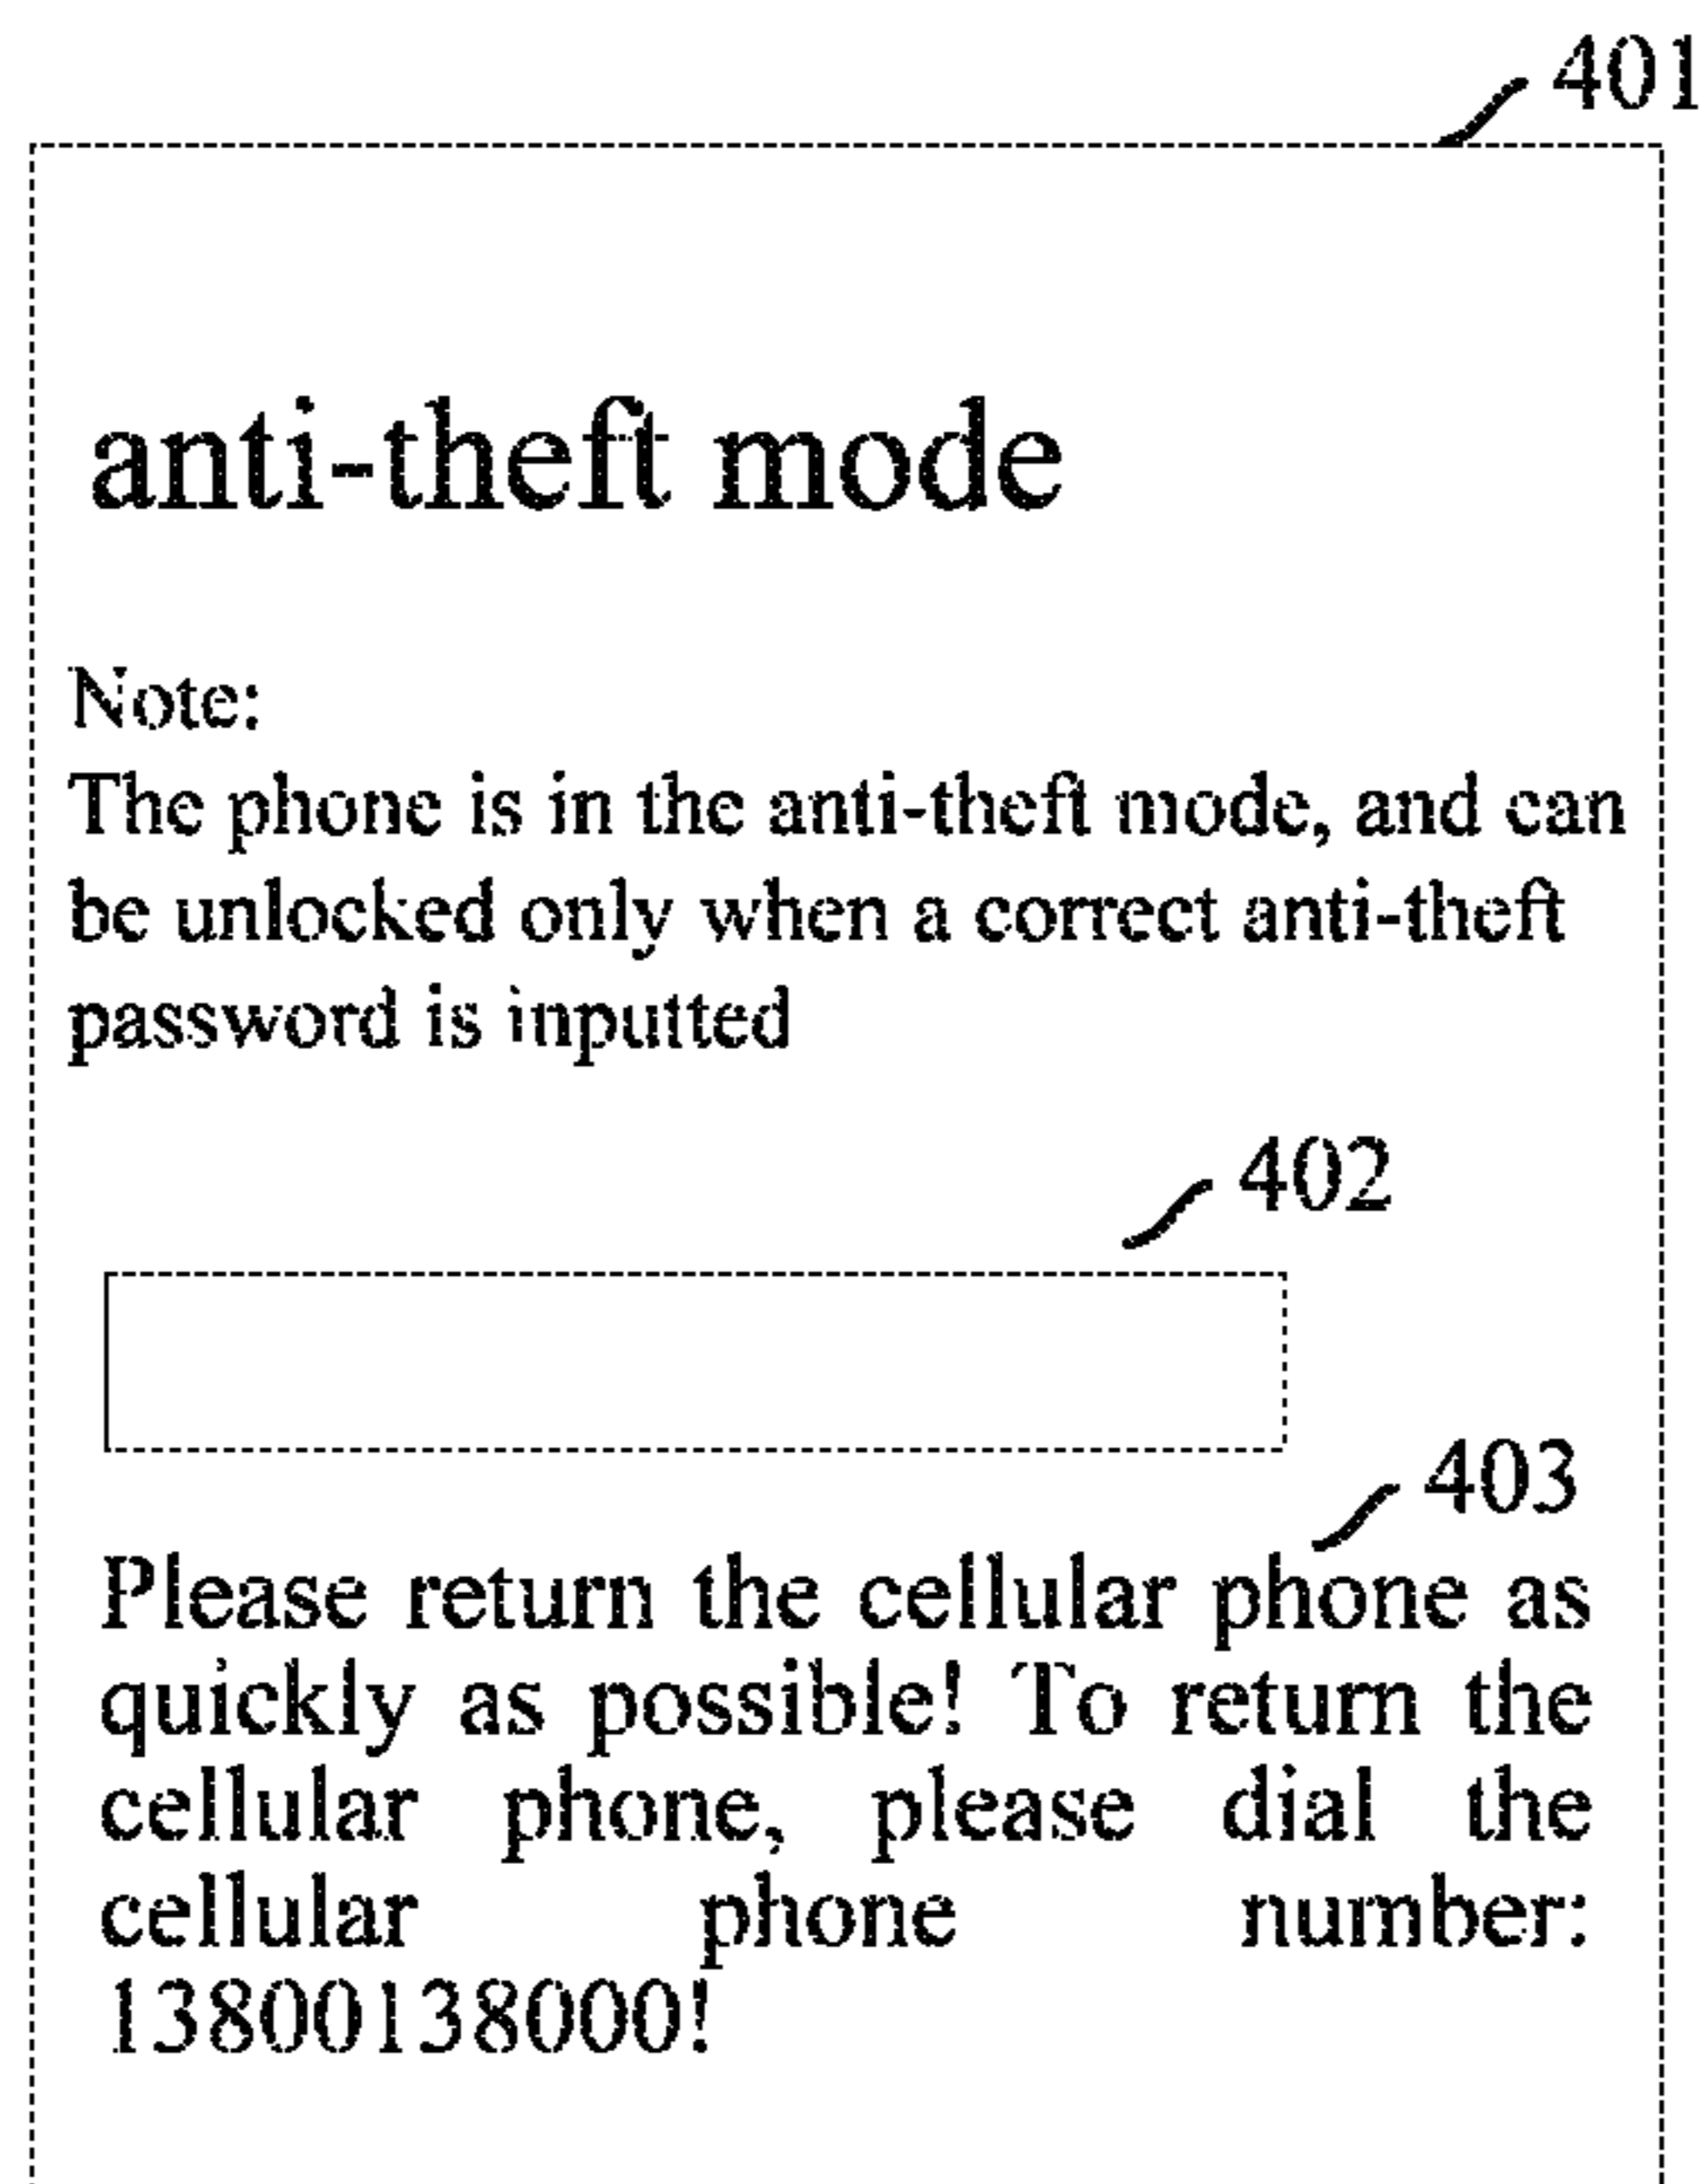 401
anti-theft mode
Note:
The phone is in the anti-theft mode, and can
be unlocked only when a correct anti-theft
password is inputted
402
403
Please return the cellular phone as
quickly as possible! To return the
cellular phone, please dial the
cellular phone number:
13800138000!